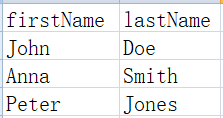 firstName lastName
John Doe
Anna Smith
Peter Jones